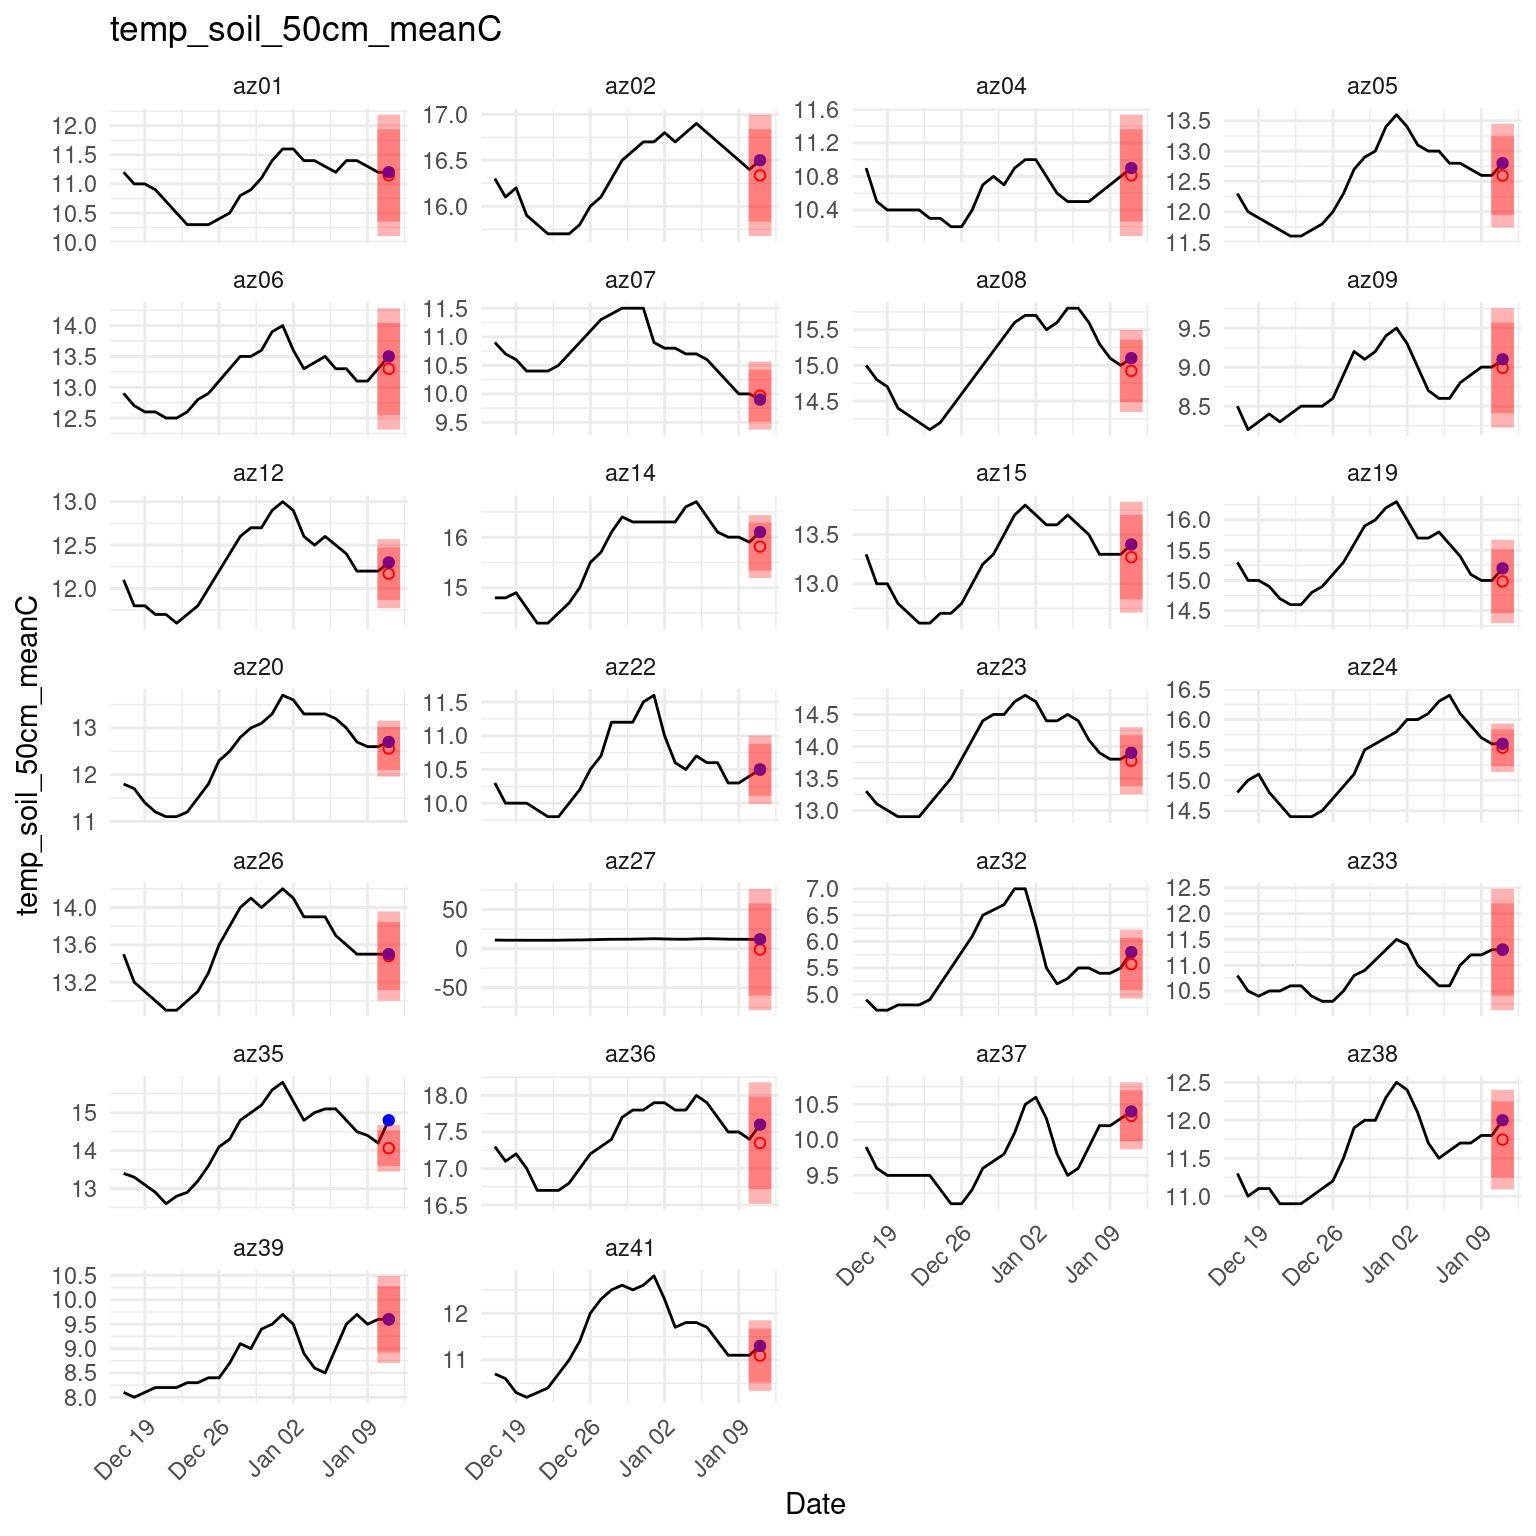 temp_soil_50cm_meanC
az01 az02 az04 az05
12.0 11.5 11.0 10.5 10.0
17.0 16.5 16.0
11.6 11.2 10.8 10.4
13.5 13.0 12.5 12.0 11.5
az06 az07 az08 az09
14.0 13.5 13.0 12.5
11.5 11.0 10.5 10.0 9.5
15.5 15.0 14.5
9.5 9.0 8.5
az12 az14 az15 az19
13.0 12.5 12.0
16 15
13.5 13.0
16.0 15.5 15.0 14.5
az20 az22 az23 az24
13 12 11
11.5 11.0 10.5 10.0
14.5 14.0 13.5 13.0
16.5 16.0 15.5 15.0 14.5
az26 az27 az32 az33
14.0 13.6 13.2
50 0 -50
7.0 6.5 6.0 5.5 5.0
12.5 12.0 11.5 11.0 10.5
az35 az36 az37 az38
15 14 13
18.0 17.5 17.0 16.5
10.5 10.0 9.5
12.5 12.0 11.5 11.0
Dec 19 Dec 26 Jan 02 Jan 09
Dec 19 Dec 26 Jan 02 Jan 09
az39 az41
10.5 10.0 9.5 9.0 8.5 8.0
12 11
Dec 19 Dec 26 Jan 02 Jan 09
Dec 19 Dec 26 Jan 02 Jan 09
temp_soil_50cm_meanC
Date